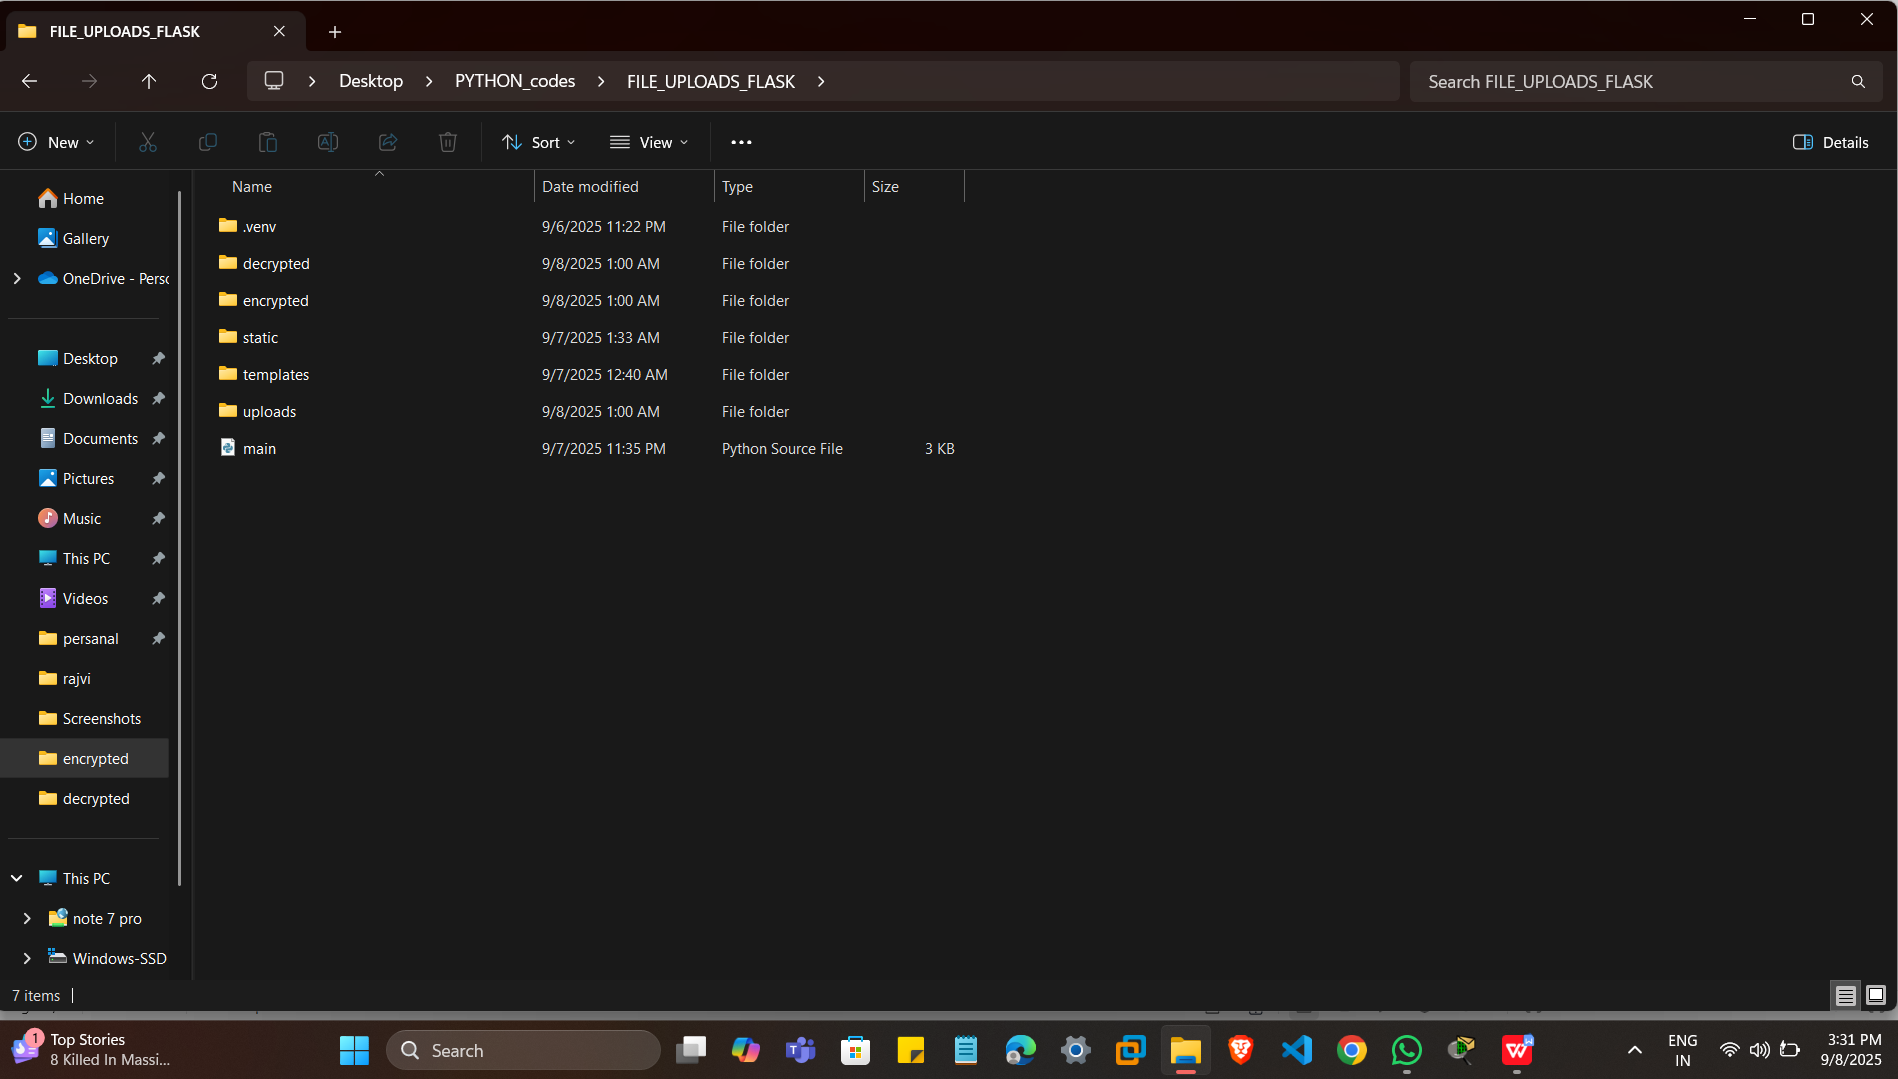 FILE_UPLOADS_FLASK
Desktop PYTHON_codes FILE_UPLOADS_FLASK
Search FILE_UPLOADS_FLASK
New Sort View Details
Name Date modified Type Size
.venv 9/6/2025 11:22 PM File folder
decrypted 9/8/2025 1:00 AM File folder
encrypted 9/8/2025 1:00 AM File folder
static 9/7/2025 1:33 AM File folder
templates 9/7/2025 12:40 AM File folder
uploads 9/8/2025 1:00 AM File folder
main 9/7/2025 11:35 PM Python Source File 3 KB
Home
Gallery
OneDrive - Perso
Desktop
Downloads
Documents
Pictures
Music
This PC
Videos
persanal
rajvi
Screenshots
encrypted
decrypted
This PC
note 7 pro
Windows-SSD
7 items
1
Top Stories
8 Killed In Massi...
Search
ENG
IN
3:31 PM
9/8/2025